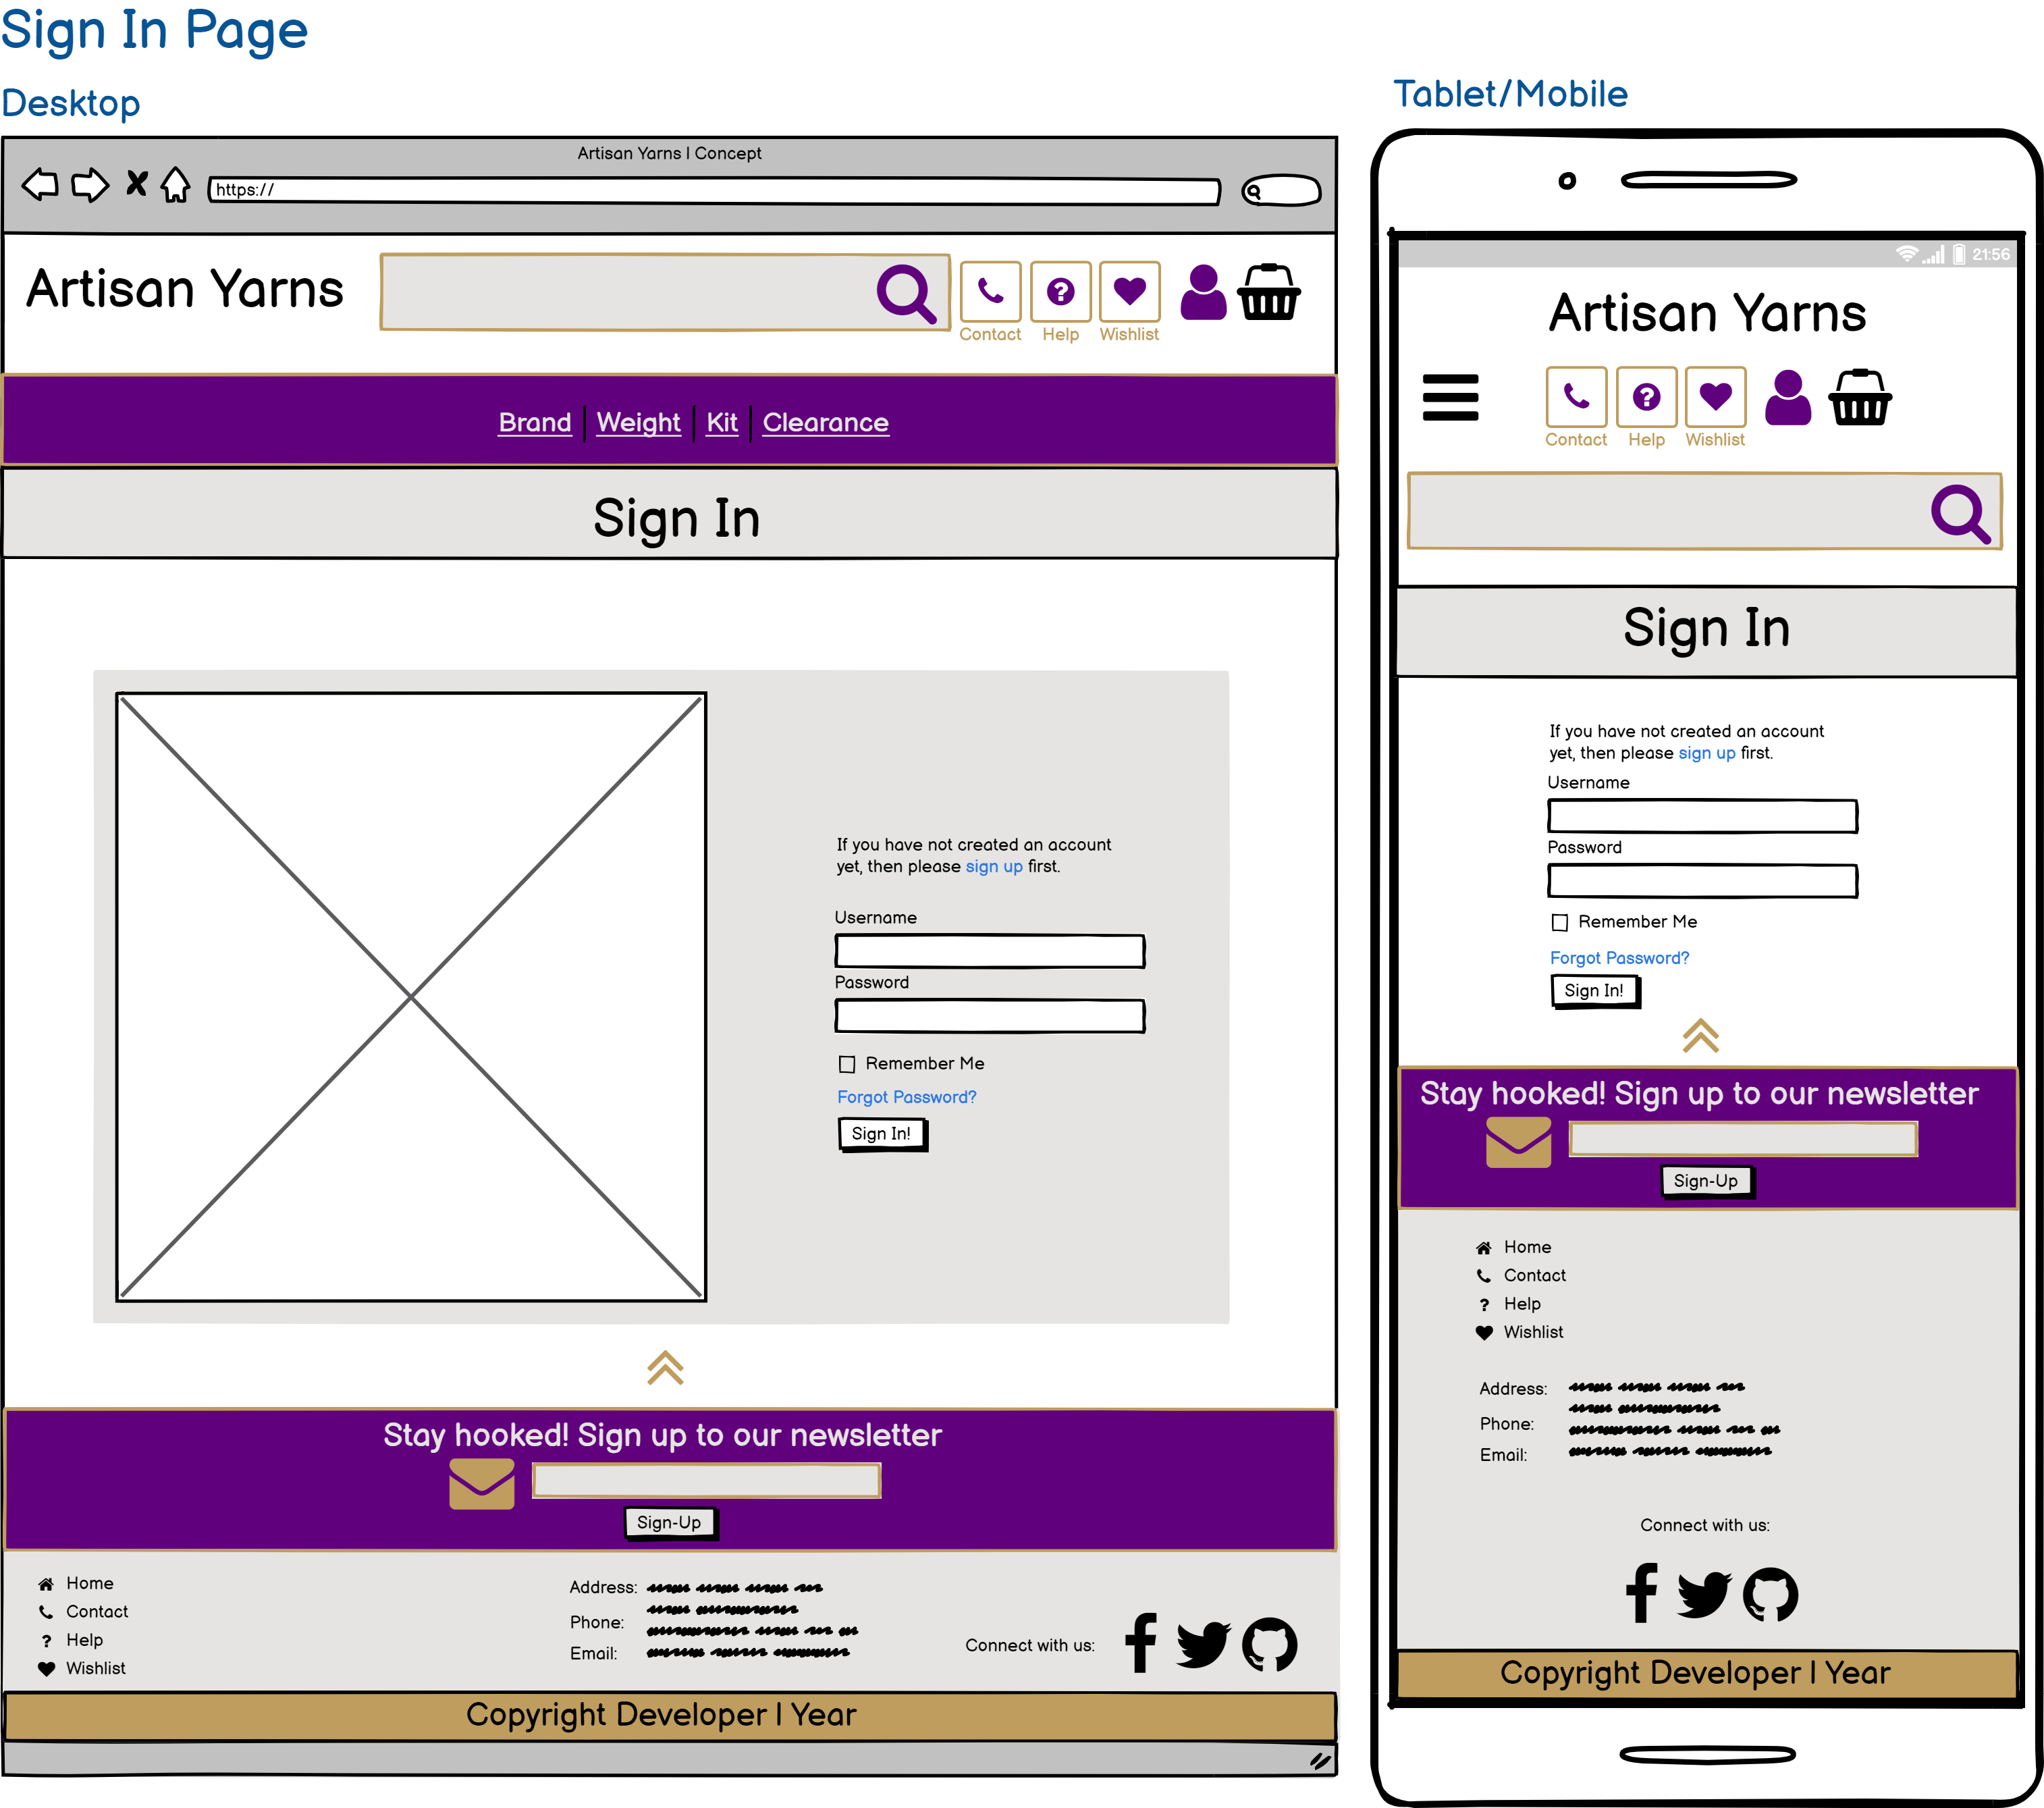 Sign In Page
Desktop
Artisan Yarns | Concept
https://
Artisan Yarns
Contact Help Wishlist
Brand Weight Kit Clearance
Sign In
If you have not created an account
yet, then please sign up first.
Username
Password
Remember Me
Forgot Password?
Sign In!
Stay hooked! Sign up to our newsletter
Sign-Up
Home
Contact
Help
Wishlist
Address:
Phone:
Email:
Connect with us:
Copyright Developer | Year
Tablet/Mobile
21:56
Artisan Yarns
Contact Help Wishlist
Sign In
If you have not created an account
yet, then please sign up first.
Username
Password
Remember Me
Forgot Password?
Sign In!
Stay hooked! Sign up to our newsletter
Sign-Up
Home
Contact
Help
Wishlist
Address:
Phone:
Email:
Connect with us:
Copyright Developer | Year